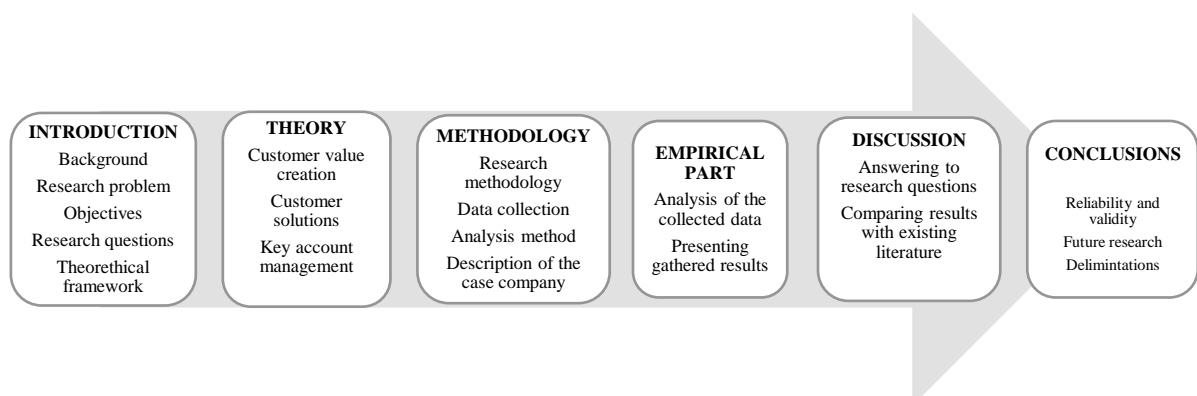 INTRODUCTION
Background
Research problem
Objectives
Research questions
Theorethical
framework
THEORY
Customer value
creation
Customer
solutions
Key account
management
METHODOLOGY
Research
methodology
Data collection
Analysis method
Description of the
case company
EMPIRICAL
PART
Analysis of the
collected data
Presenting
gathered results
DISCUSSION
Answering to
research questions
Comparing results
with existing
literature
CONCLUSIONS
Reliability and
validity
Future research
Delimintations